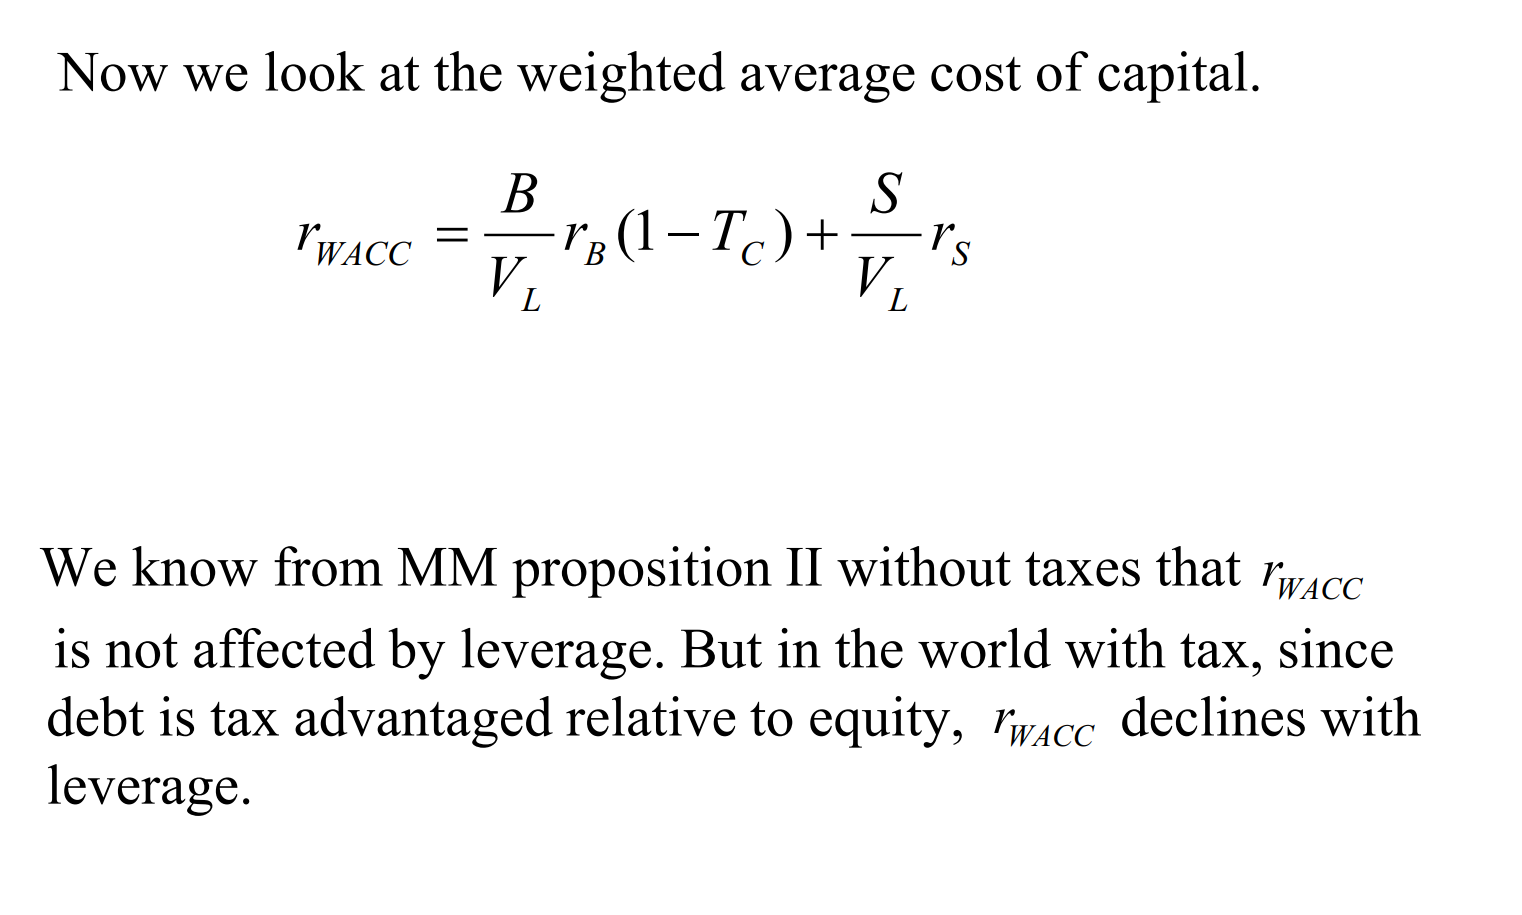 Now we look at the weighted average cost of capital.
r_{WACC} = \frac{B}{V_L} r_B (1 - T_C) + \frac{S}{V_L} r_S
We know from MM proposition II without taxes that r_{WACC}
is not affected by leverage. But in the world with tax, since
debt is tax advantaged relative to equity, r_{WACC} declines with
leverage.